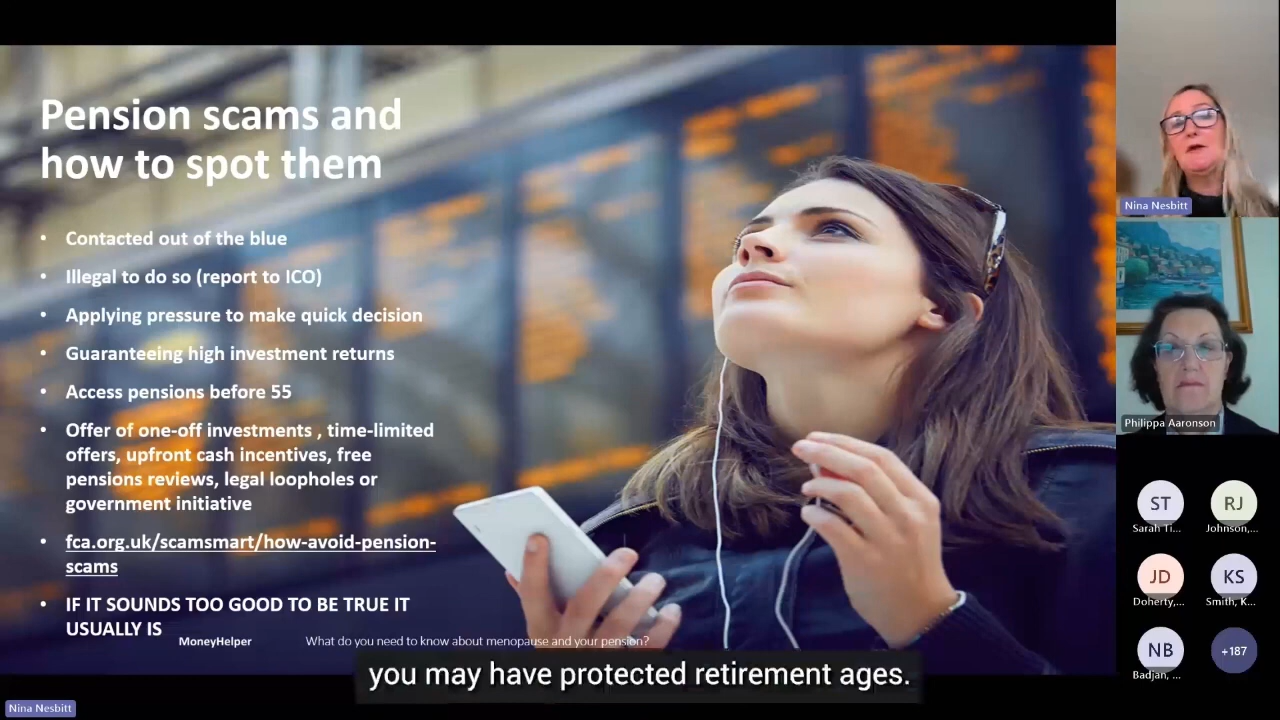 Pension scams and
how to spot them
• Contacted out of the blue
• Illegal to do so (report to ICO)
• Applying pressure to make quick decision
• Guaranteeing high investment returns
• Access pensions before 55
• Offer of one-off investments , time-limited
offers, upfront cash incentives, free
pensions reviews, legal loopholes or
government initiative
• fca.org.uk/scamsmart/how-avoid-pension-
scams
• IF IT SOUNDS TOO GOOD TO BE TRUE IT
USUALLY IS
MoneyHelper
What do you need to know about menopause and your pension?
you may have protected retirement ages.
Nina Nesbitt
Nina Nesbitt
Philippa Aaronson
ST
RJ
Sarah Ti...
Johnson,...
JD
KS
Doherty,...
Smith, K...
NB
+187
Badjan, ...